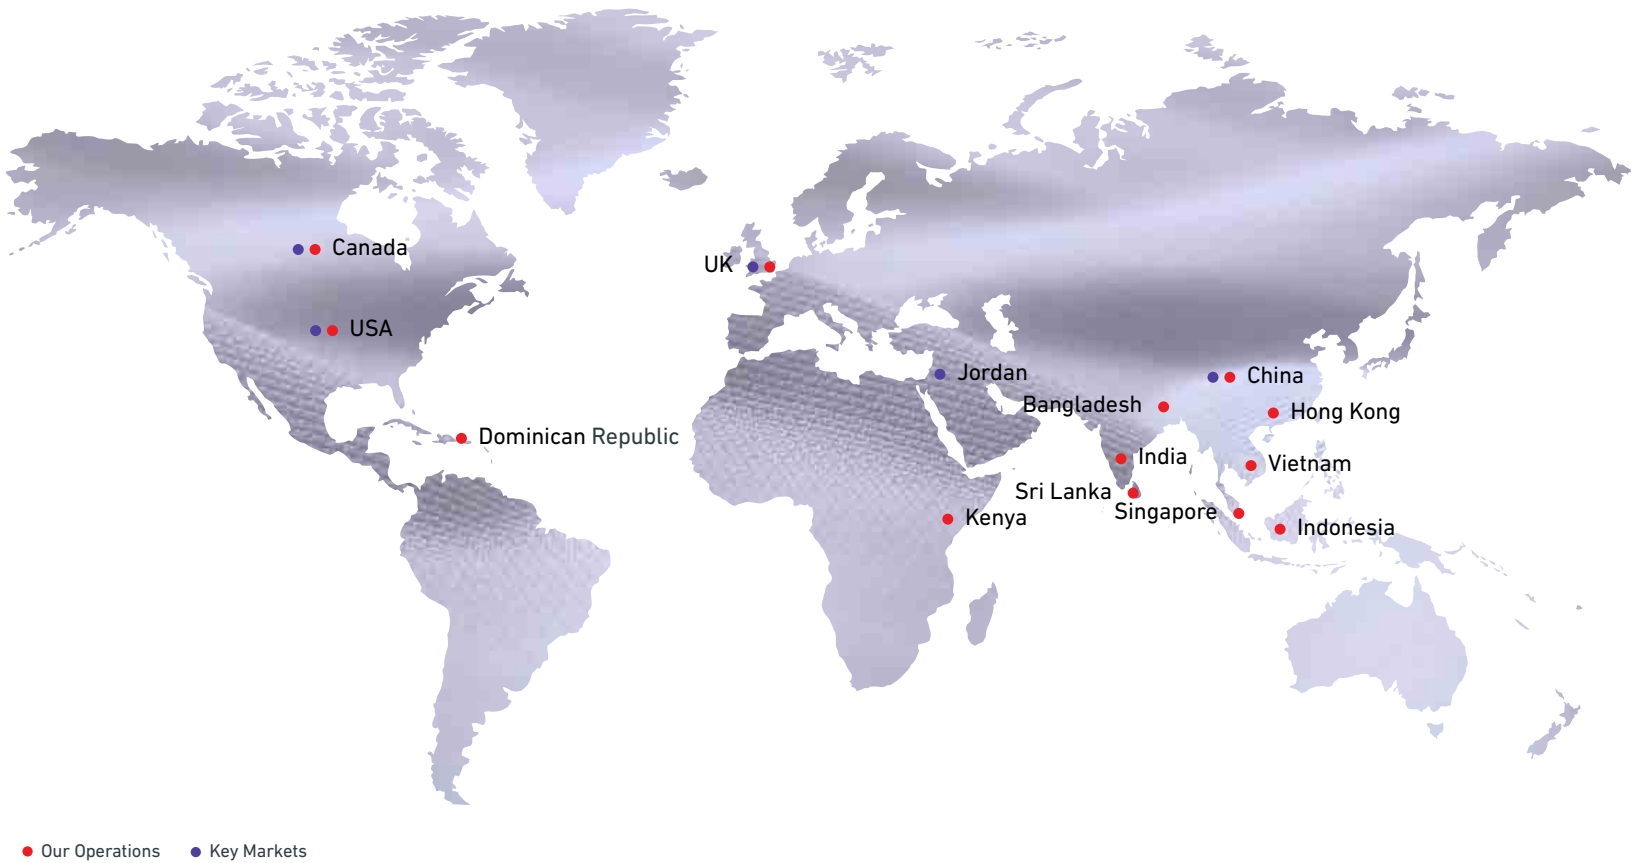 Canada
UK
USA
Jordan
China
Bangladesh
Hong Kong
Dominican Republic
India
Vietnam
Sri Lanka
Singapore
Kenya
Indonesia
Our Operations
Key Markets